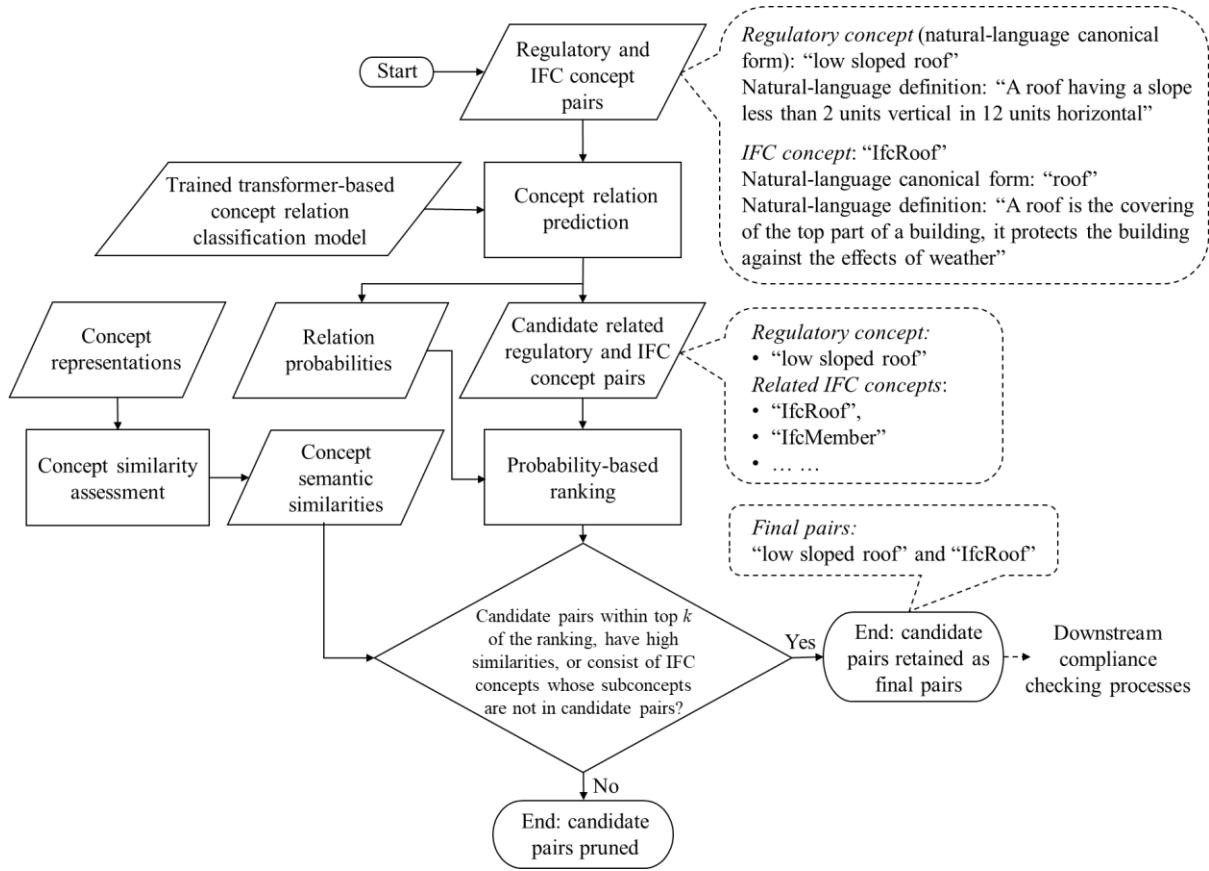 Start
Regulatory and
IFC concept
pairs
Regulatory concept (natural-language canonical
form): “low sloped roof”
Natural-language definition: “A roof having a slope
less than 2 units vertical in 12 units horizontal”
IFC concept: “IfcRoof”
Natural-language canonical form: “roof”
Natural-language definition: “A roof is the covering
of the top part of a building, it protects the building
against the effects of weather”
Trained transformer-based
concept relation
classification model
Concept relation
prediction
Concept
representations
Relation
probabilities
Candidate related
regulatory and IFC
concept pairs
Regulatory concept:
• “low sloped roof”
Related IFC concepts:
• “IfcRoof”,
• “IfcMember”
• … …
Concept similarity
assessment
Concept
semantic
similarities
Probability-based
ranking
Final pairs:
“low sloped roof” and “IfcRoof”
Candidate pairs within top k
of the ranking, have high
similarities, or consist of IFC
concepts whose subconcepts
are not in candidate pairs?
Yes
End: candidate
pairs retained as
final pairs
Downstream
compliance
checking processes
No
End: candidate
pairs pruned